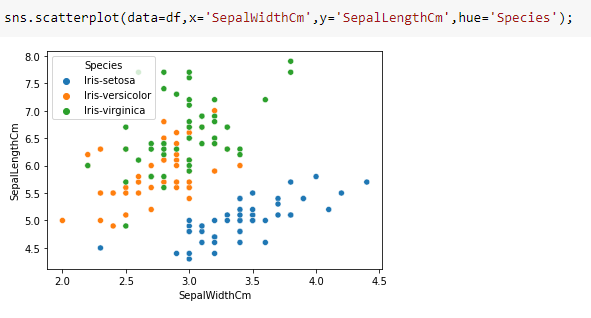 sns.scatterplot(data=df,x='SepalWidthCm',y='SepalLengthCm',hue='Species');
8.0
7.5
7.0
6.5
6.0
5.5
5.0
4.5
SepalLengthCm
Species
Iris-setosa
Iris-versicolor
Iris-virginica
2.0 2.5 3.0 3.5 4.0 4.5
SepalWidthCm